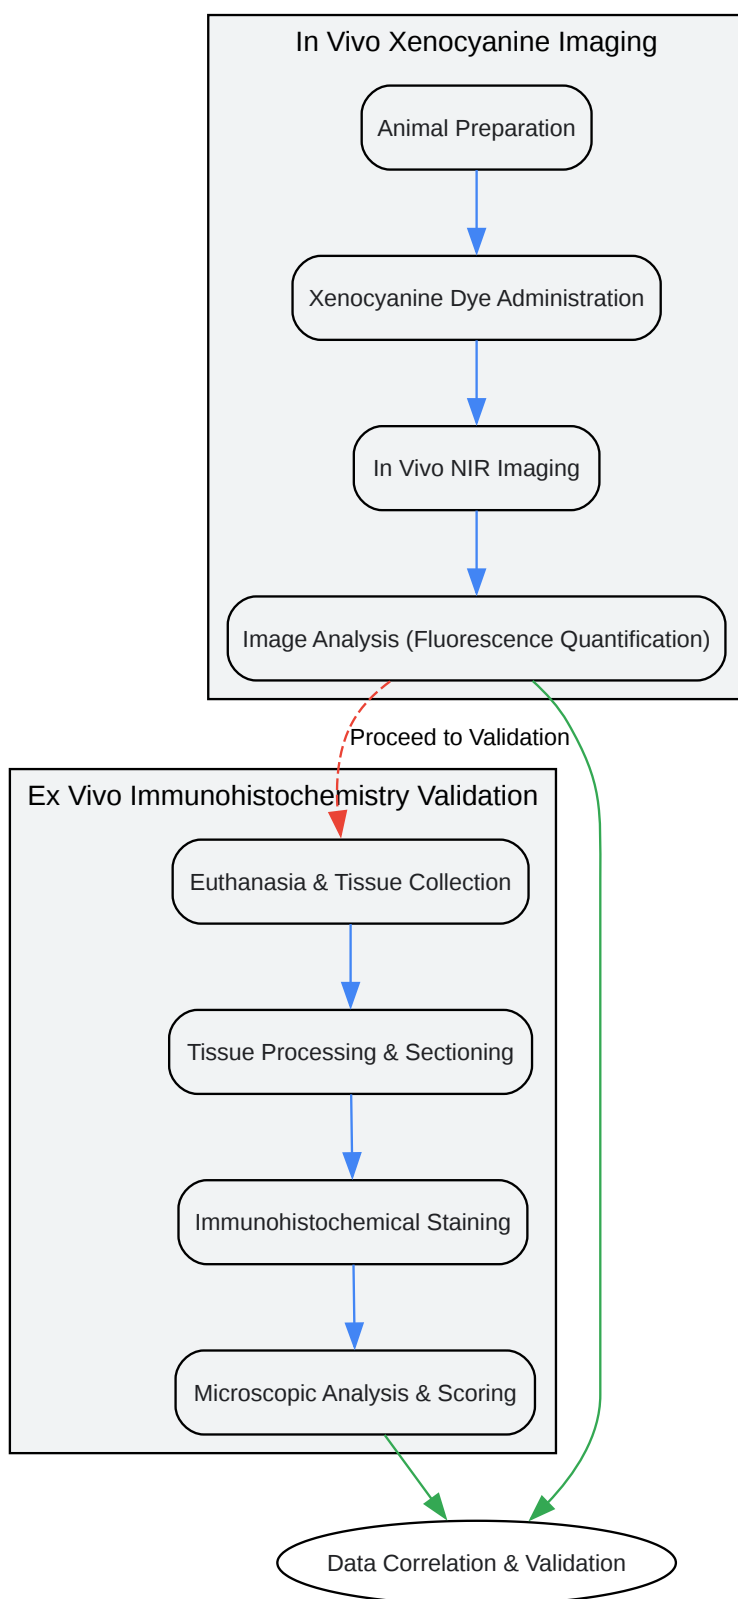 In Vivo Xenocyanine Imaging
Animal Preparation
Xenocyanine Dye Administration
In Vivo NIR Imaging
Image Analysis (Fluorescence Quantification)
Proceed to Validation
Ex Vivo Immunohistochemistry Validation
Euthanasia & Tissue Collection
Tissue Processing & Sectioning
Immunohistochemical Staining
Microscopic Analysis & Scoring
Data Correlation & Validation